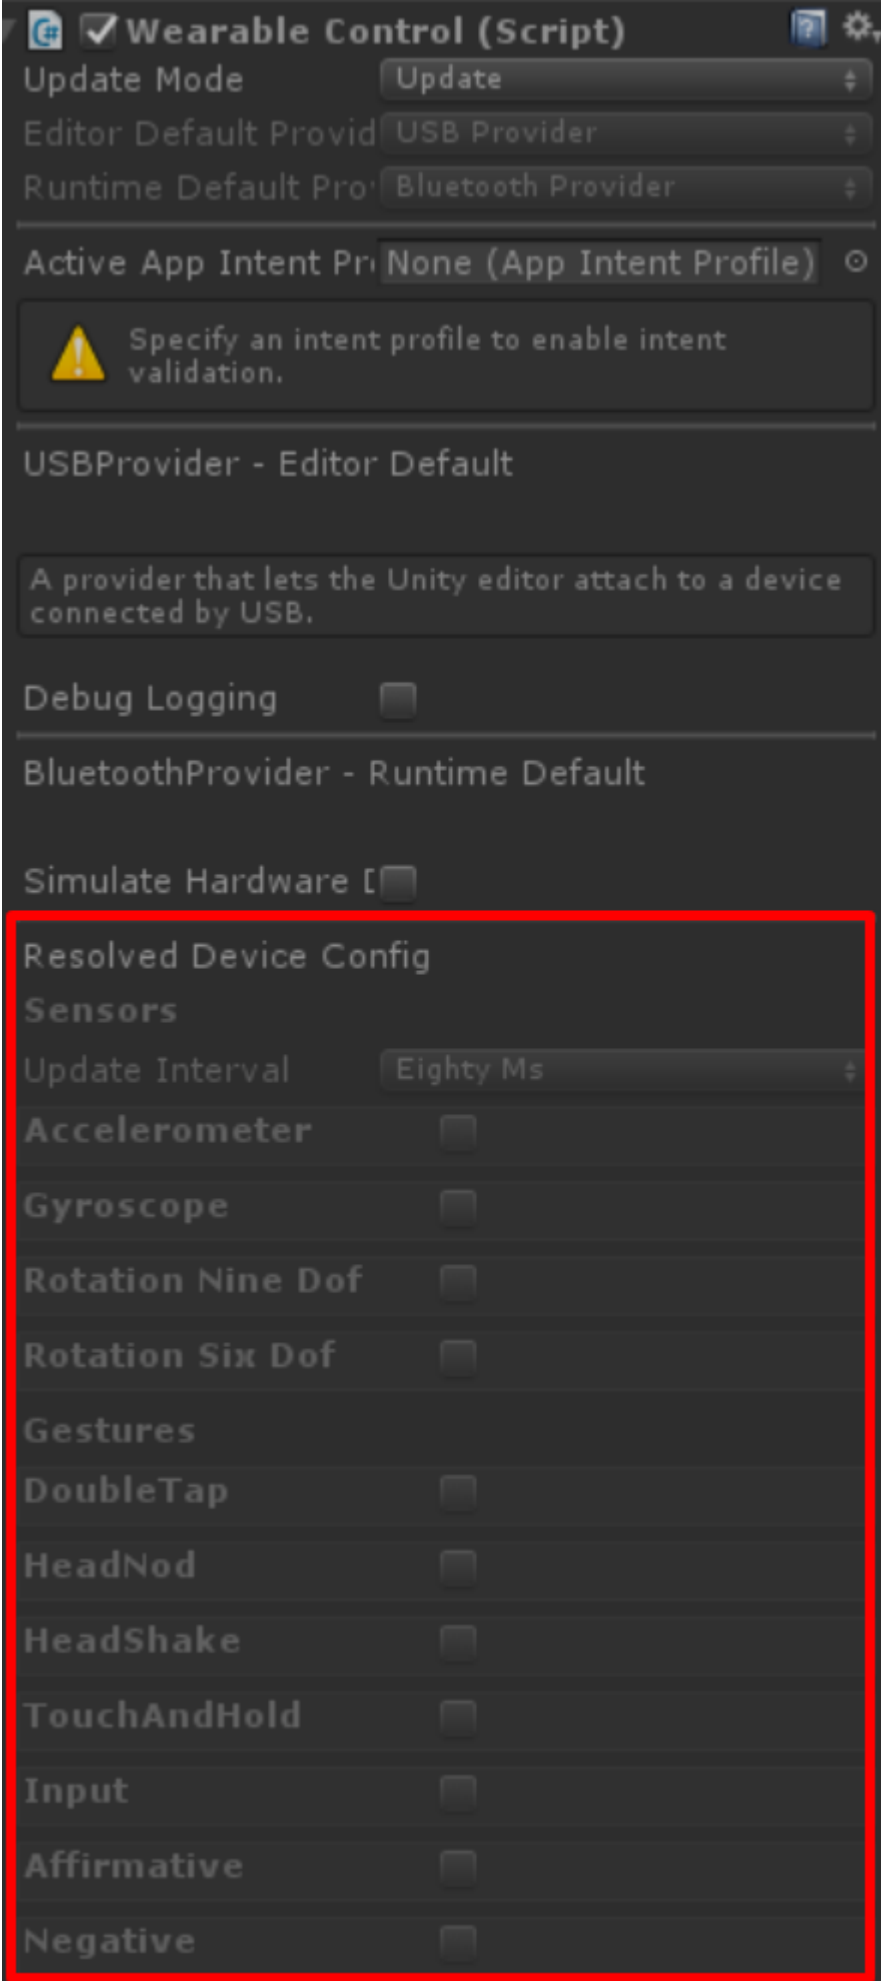 Wearable Control (Script)
Update Mode Update
Editor Default Provid USB Provider
Runtime Default Pro Bluetooth Provider
Active App Intent Pr None (App Intent Profile)
Specify an intent profile to enable intent
validation.
USBProvider - Editor Default
A provider that lets the Unity editor attach to a device
connected by USB.
Debug Logging
BluetoothProvider - Runtime Default
Simulate Hardware D
Resolved Device Config
Sensors
Update Interval Eighty Ms
Accelerometer
Gyroscope
Rotation Nine Dof
Rotation Six Dof
Gestures
DoubleTap
HeadNod
HeadShake
TouchAndHold
Input
Affirmative
Negative